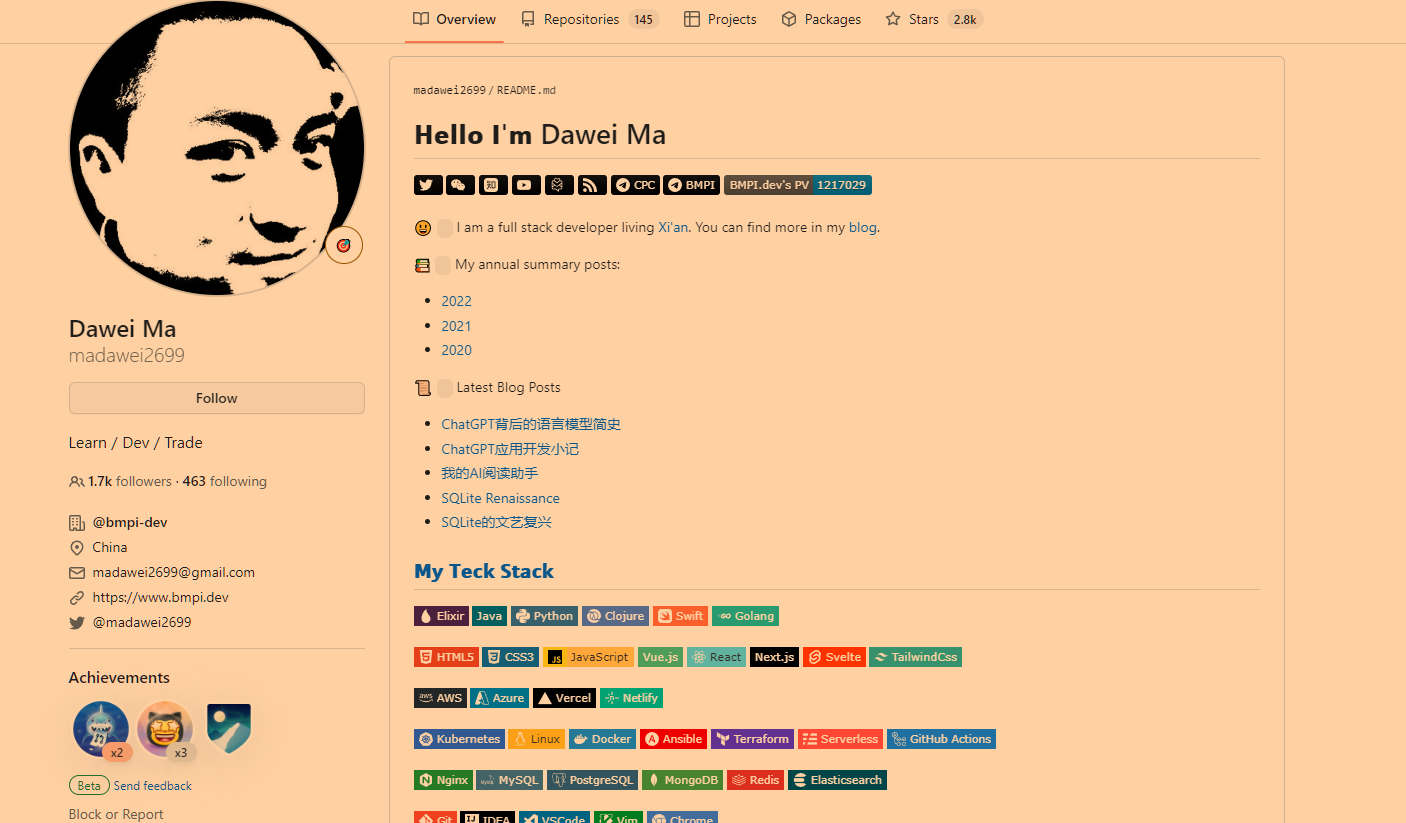 Overview Repositories 145 Projects Packages Stars 2.8k
madawei2699 / README.md
Hello I'm Dawei Ma
知 CPC BMPI BMPI.dev's PV 1217029
I am a full stack developer living Xi'an. You can find more in my blog.
My annual summary posts:
2022
2021
2020
Latest Blog Posts
ChatGPT背后的语言模型简史
ChatGPT应用开发小记
我的AI阅读助手
SQLite Renaissance
SQLite的文艺复兴
My Teck Stack
Elixir Java Python Clojure Swift GO Golang
HTML5 CSS3 JS JavaScript Vue.js React Next.js Svelte TailwindCss
aws AWS Azure Vercel Netlify
Kubernetes Linux Docker Ansible Terraform Serverless GitHub Actions
Nginx MySQL MySQL PostgreSQL MongoDB Redis Elasticsearch
Git IJ IDEA VSCode Vim Chrome
Dawei Ma
madawei2699
Follow
Learn / Dev / Trade
1.7k followers · 463 following
@bmpi-dev
China
madawei2699@gmail.com
https://www.bmpi.dev
@madawei2699
Achievements
x2 x3
Beta Send feedback
Block or Report